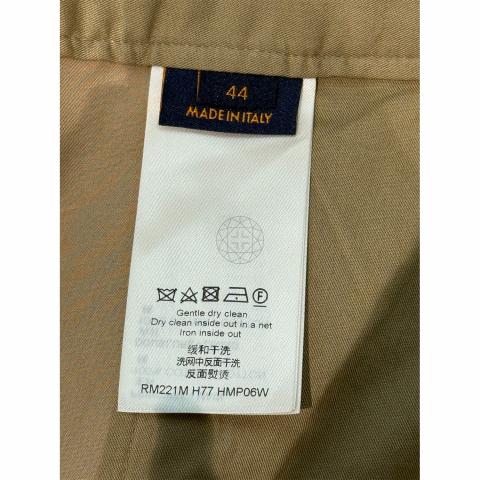 44
MADE IN ITALY
Gentle dry clean
Dry clean inside out in a net
Iron inside out
缓和干洗
洗网中反面干洗
反面熨烫
RM221M H77 HMP06W